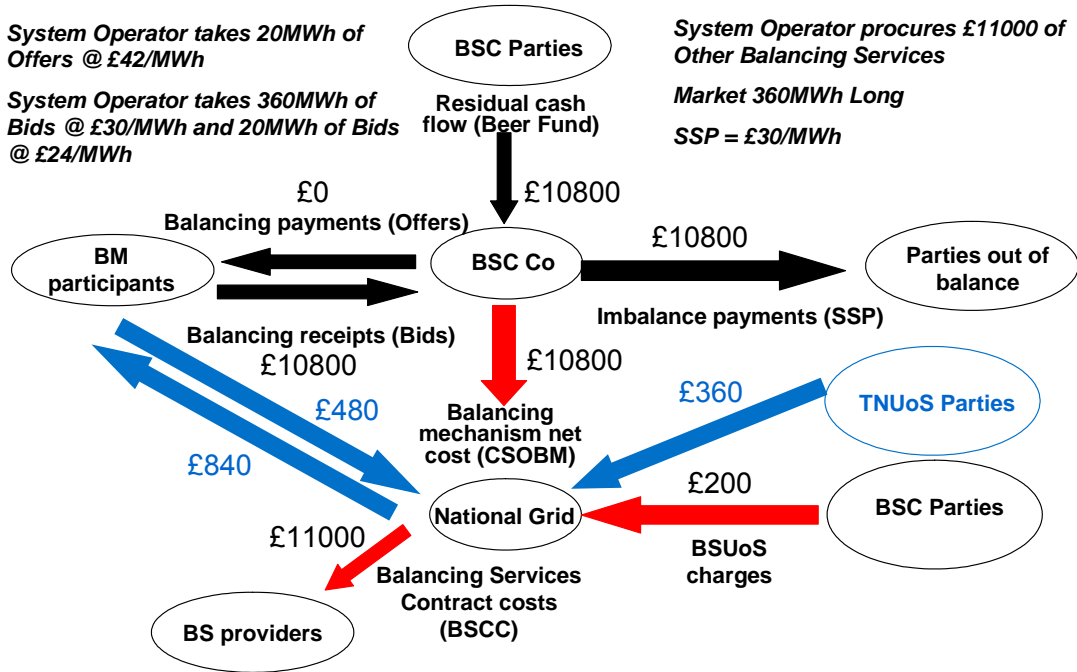 System Operator takes 20MWh of
Offers @ £42/MWh
System Operator takes 360MWh of
Bids @ £30/MWh and 20MWh of Bids
@ £24/MWh
BSC Parties
System Operator procures £11000 of
Other Balancing Services
Market 360MWh Long
SSP = £30/MWh
Residual cash
flow (Beer Fund)
£10800
£0
Balancing payments (Offers)
BM
participants
BSC Co
£10800
Parties out of
balance
Imbalance payments (SSP)
Balancing receipts (Bids)
£10800
£10800
£480
£840
Balancing
mechanism net
cost (CSOBM)
£360
TNUoS Parties
£200
BSC Parties
National Grid
BSUoS
charges
£11000
Balancing Services
Contract costs
(BSCC)
BS providers